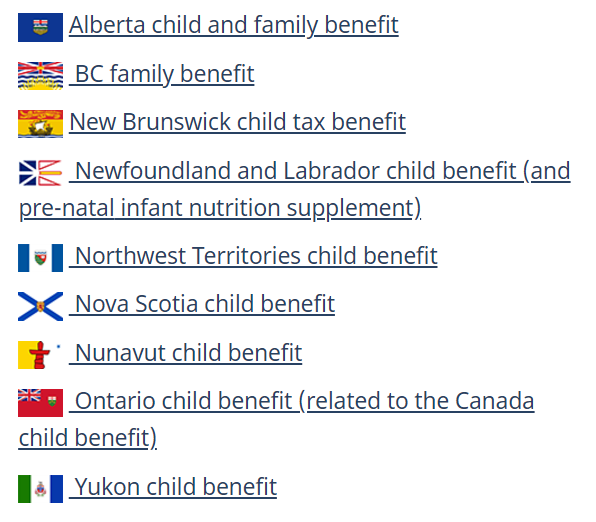 Alberta child and family benefit
BC family benefit
New Brunswick child tax benefit
Newfoundland and Labrador child benefit (and
pre-natal infant nutrition supplement)
Northwest Territories child benefit
Nova Scotia child benefit
Nunavut child benefit
Ontario child benefit (related to the Canada
child benefit)
Yukon child benefit